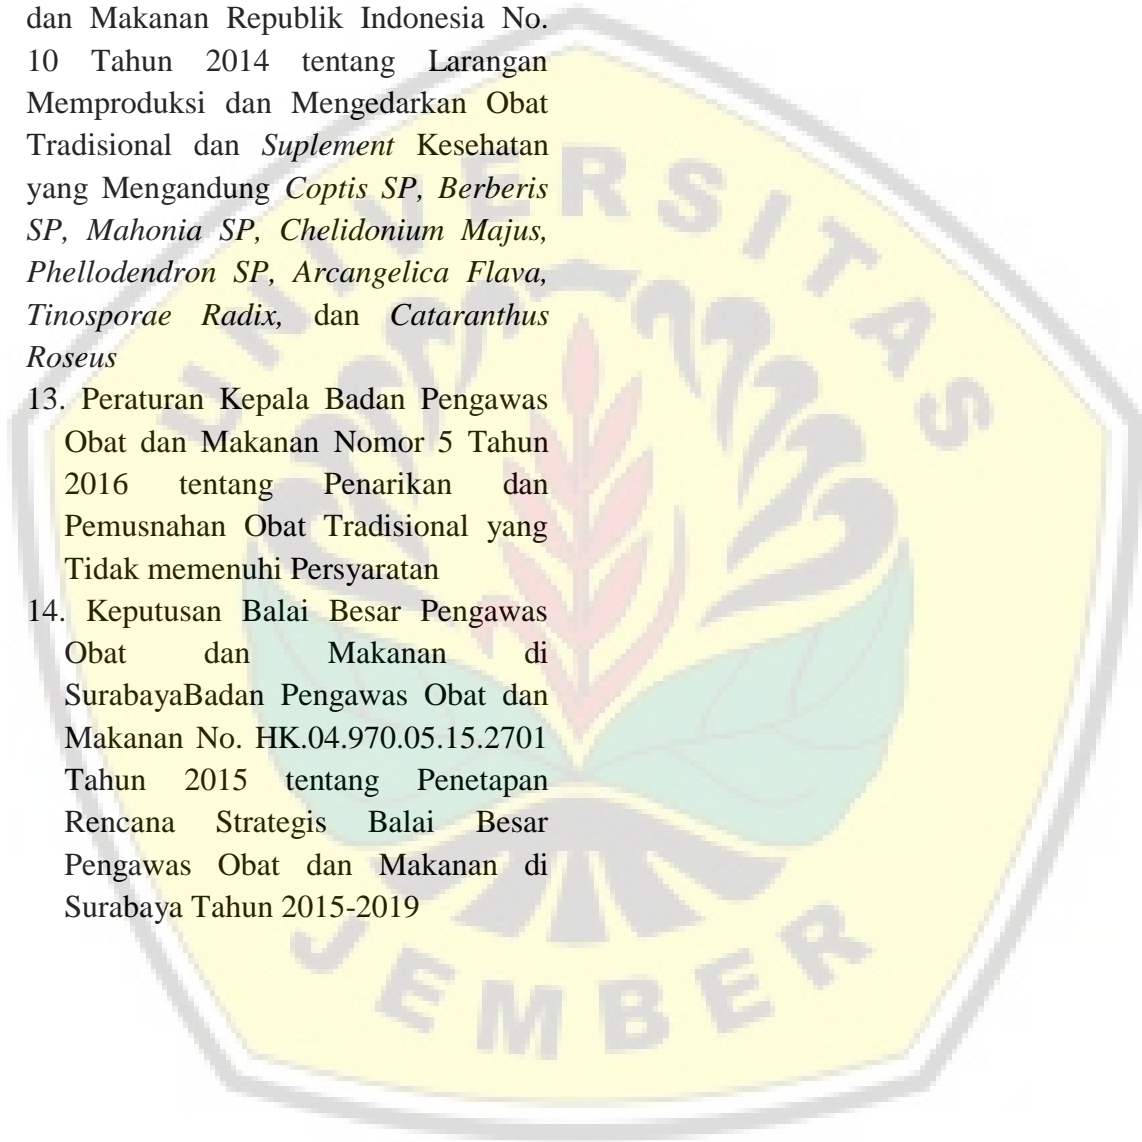 dan Makanan Republik Indonesia No.
10 Tahun 2014 tentang Larangan
Memproduksi dan Mengedarkan Obat
Tradisional dan Suplement Kesehatan
yang Mengandung Coptis SP, Berberis
SP, Mahonia SP, Chelidonium Majus,
Phellodendron SP, Arcangelica Flava,
Tinosporae Radix, dan Cataranthus
Roseus
13. Peraturan Kepala Badan Pengawas
Obat dan Makanan Nomor 5 Tahun
2016 tentang Penarikan dan
Pemusnahan Obat Tradisional yang
Tidak memenuhi Persyaratan
14. Keputusan Balai Besar Pengawas
Obat dan Makanan di
SurabayaBadan Pengawas Obat dan
Makanan No. HK.04.970.05.15.2701
Tahun 2015 tentang Penetapan
Rencana Strategis Balai Besar
Pengawas Obat dan Makanan di
Surabaya Tahun 2015-2019
UNIVERSITAS
JEMBER